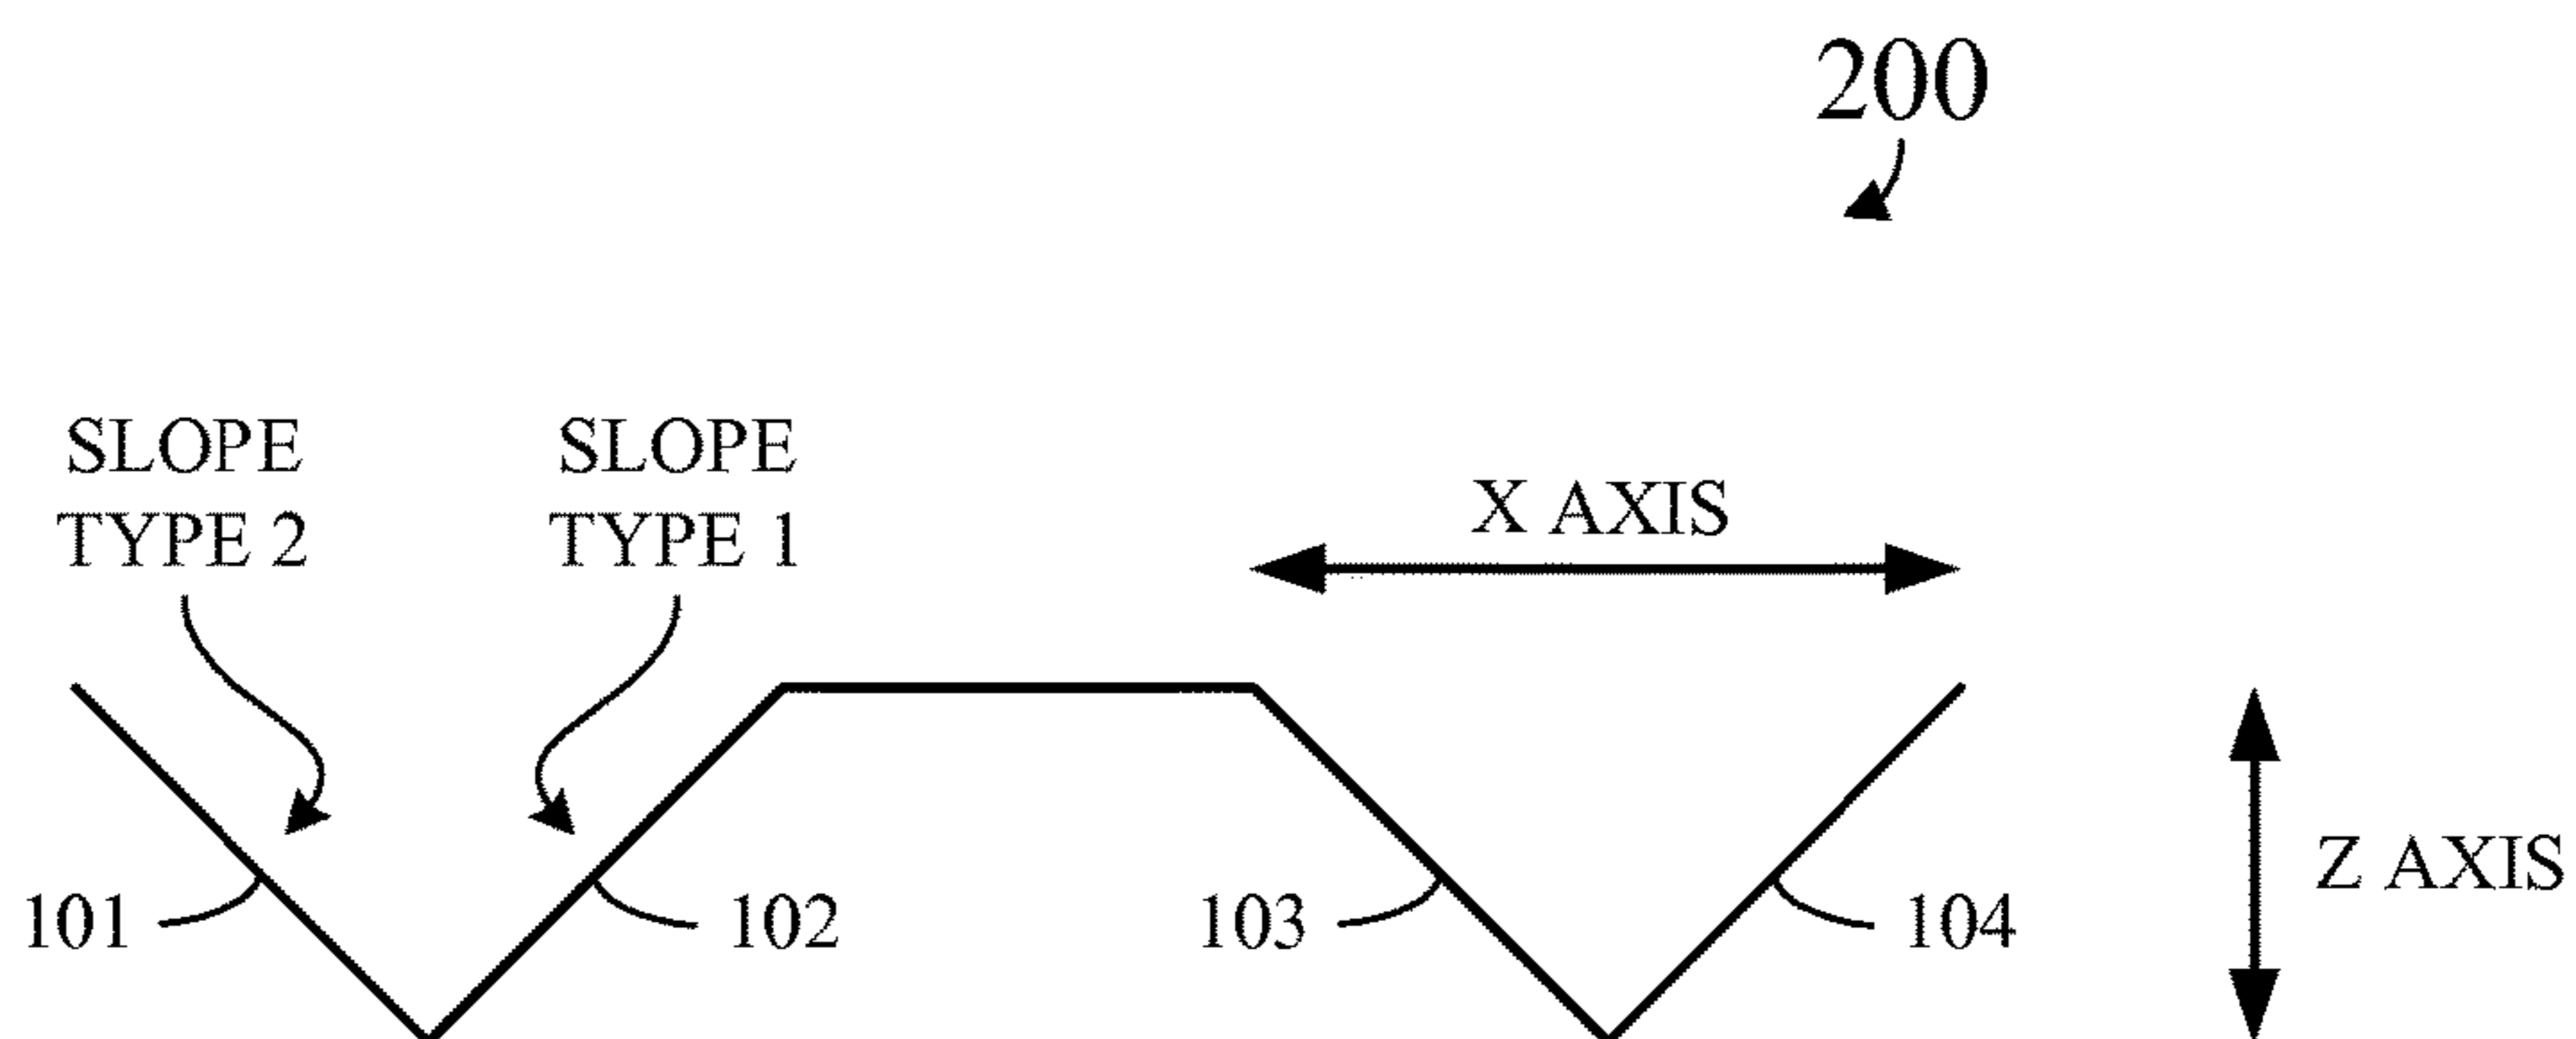 200
SLOPE
TYPE 2
SLOPE
TYPE 1
X AXIS
Z AXIS
101
102
103
104